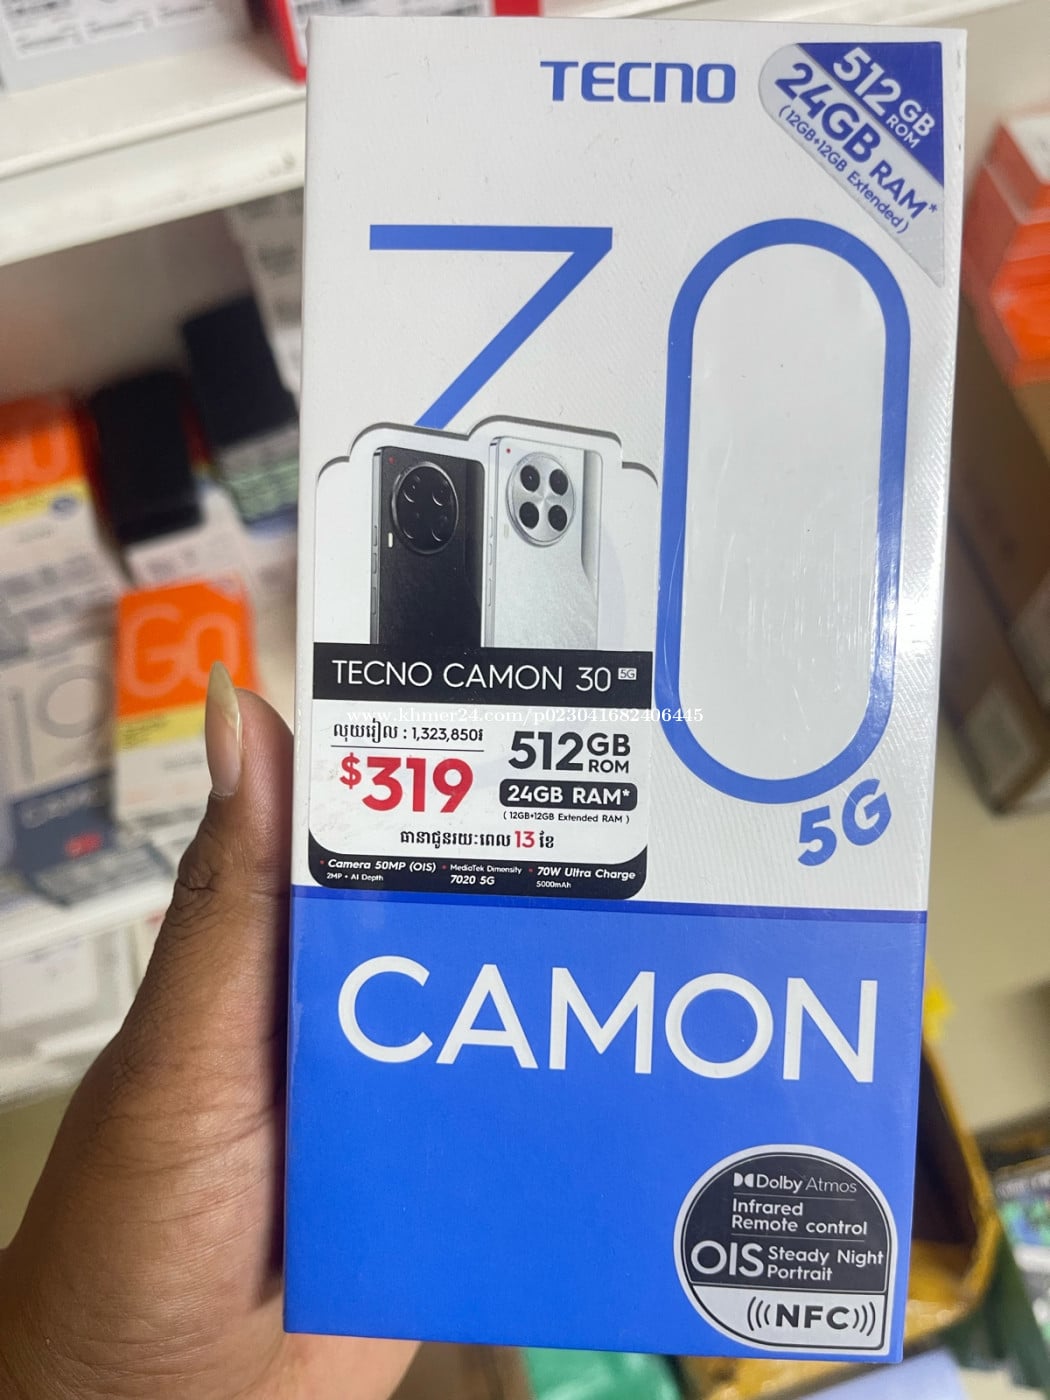 TECNO
512GB ROM
24GB RAM*
(12GB+12GB Extended)
30
5G
TECNO CAMON 30 5G
www.khmer24.com/p023041682406445
លុយរៀល : 1,323,850៛
$319
512GB ROM
24GB RAM*
( 12GB+12GB Extended RAM )
ធានាជូនរយៈពេល 13 ខែ
• Camera 50MP (OIS)
2MP • AI Depth
• MediaTek Dimensity
7020 5G
• 70W Ultra Charge
5000mAh
CAMON
Dolby Atmos
Infrared
Remote control
OIS Steady Night
Portrait
(((NFC)))
GO